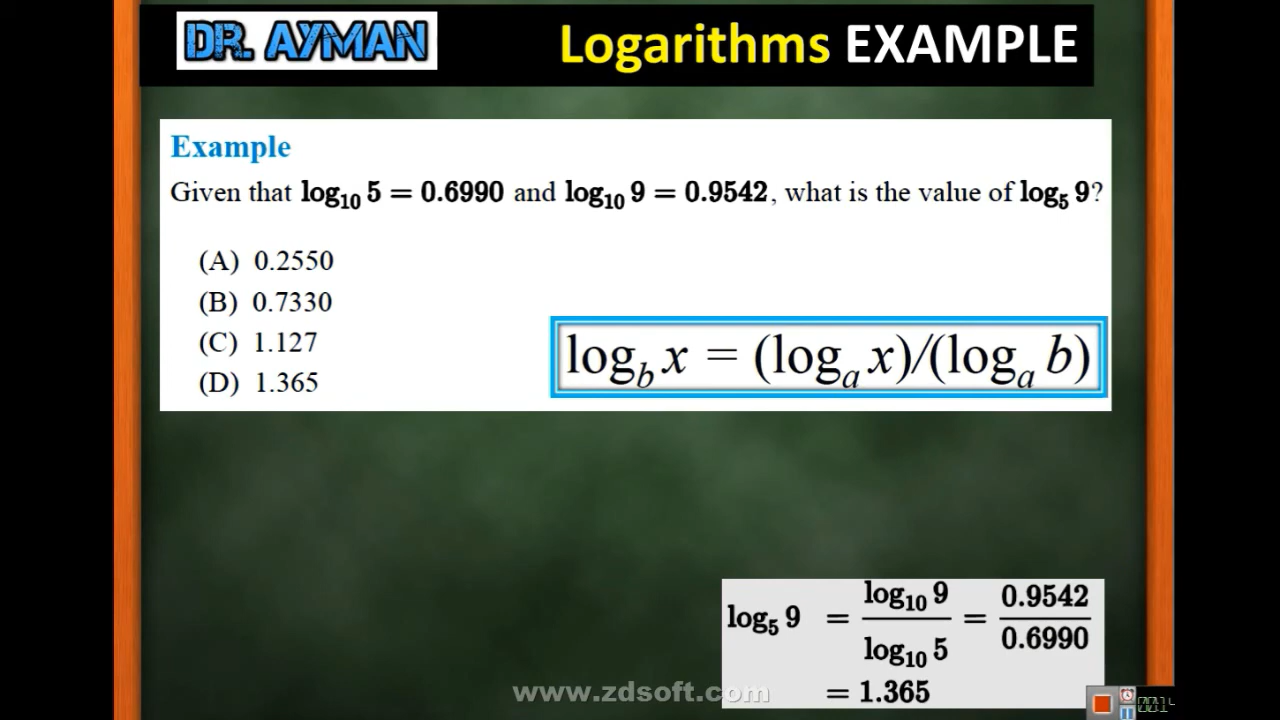 DR. AYMAN
Logarithms EXAMPLE
Example
Given that log₁₀ 5 = 0.6990 and log₁₀ 9 = 0.9542, what is the value of log₅ 9?
(A) 0.2550
(B) 0.7330
(C) 1.127
(D) 1.365
log_b x = (log_a x)/(log_a b)
log₅ 9 = log₁₀ 9 / log₁₀ 5 = 0.9542 / 0.6990
= 1.365
www.zdsoft.com